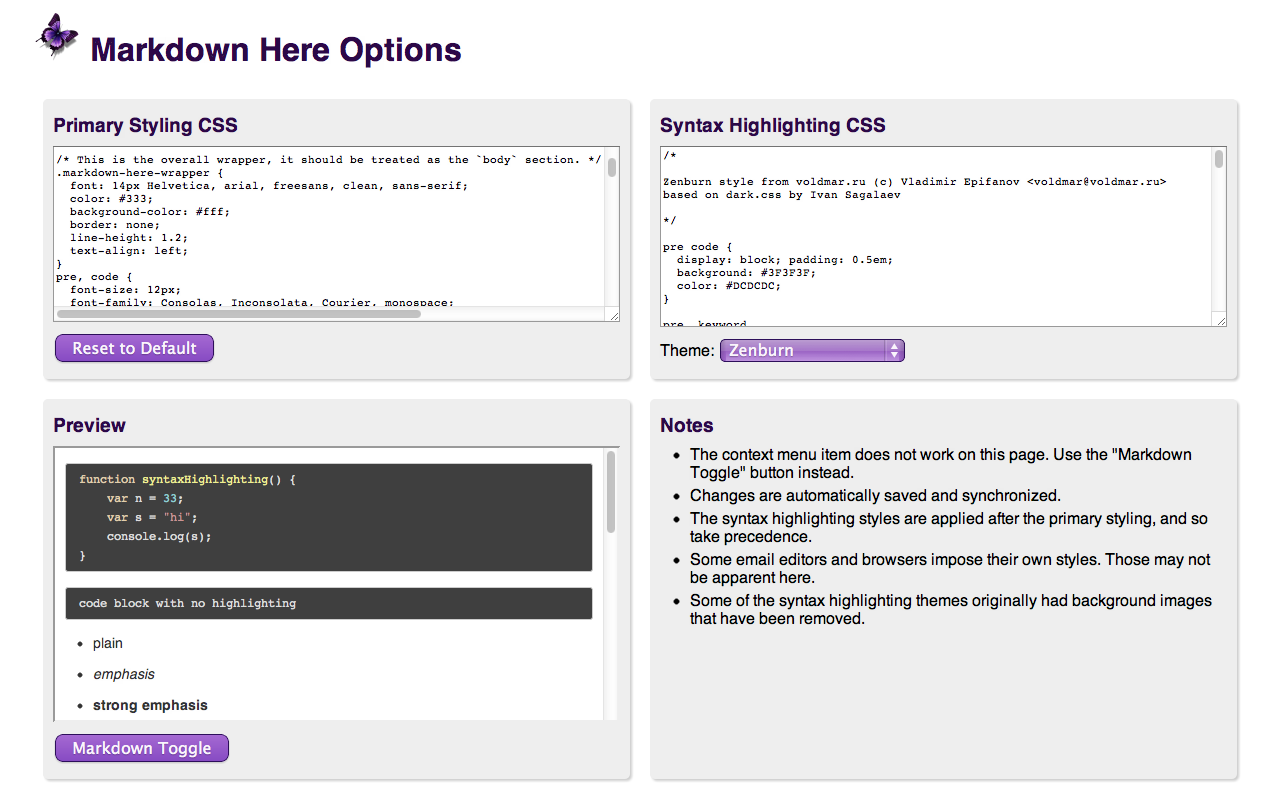 Markdown Here Options
Primary Styling CSS
/* This is the overall wrapper, it should be treated as the `body` section. */
.markdown-here-wrapper {
  font: 14px Helvetica, arial, freesans, clean, sans-serif;
  color: #333;
  background-color: #fff;
  border: none;
  line-height: 1.2;
  text-align: left;
}
pre, code {
  font-size: 12px;
  font-family: Consolas, Inconsolata, Courier, monospace;
Reset to Default
Syntax Highlighting CSS
/*
Zenburn style from voldmar.ru (c) Vladimir Epifanov <voldmar@voldmar.ru>
based on dark.css by Ivan Sagalaev
*/
pre code {
  display: block; padding: 0.5em;
  background: #3F3F3F;
  color: #DCDCDC;
}
pre .keyword
Theme: Zenburn
Preview
function syntaxHighlighting() {
    var n = 33;
    var s = "hi";
    console.log(s);
}
code block with no highlighting
• plain
• emphasis
• strong emphasis
Markdown Toggle
Notes
• The context menu item does not work on this page. Use the "Markdown
Toggle" button instead.
• Changes are automatically saved and synchronized.
• The syntax highlighting styles are applied after the primary styling, and so
take precedence.
• Some email editors and browsers impose their own styles. Those may not
be apparent here.
• Some of the syntax highlighting themes originally had background images
that have been removed.